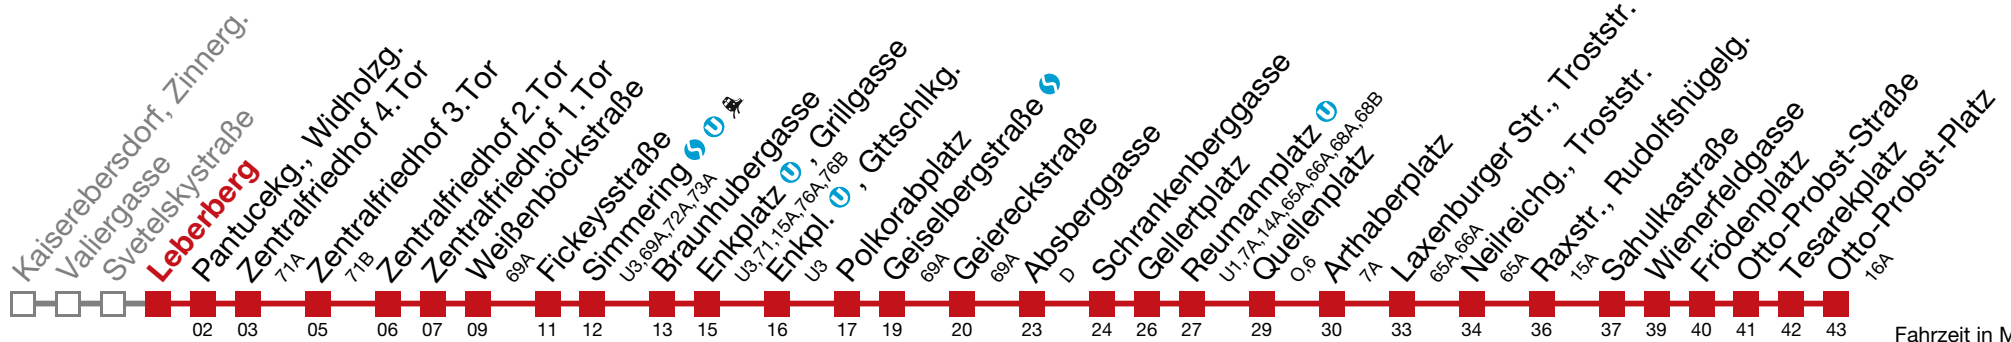 Kaiserebersdorf, Zinnerg.
Valiergasse
Svetelskystraße
Leberberg
Pantucekg., Widholzg.
02
Zentralfriedhof 4.Tor
71A
03
Zentralfriedhof 3.Tor
71B
05
Zentralfriedhof 2.Tor
06
Zentralfriedhof 1.Tor
07
Weißenböckstraße
69A
09
Fickeysstraße
11
Simmering S U
U3,69A,72A,73A
12
Braunhubergasse
13
Enkplatz U , Grillgasse
U3,71,15A,76A,76B
15
Enkpl. U , Gttschlkg.
U3
16
Polkorabplatz
17
Geiselbergstraße S
69A
19
Geiereckstraße
69A
20
Absberggasse
D
23
Schrankenberggasse
24
Gellertplatz
26
Reumannplatz U
U1,7A,14A,65A,66A,68A,68B
27
Quellenplatz
O,6
29
Arthaberplatz
7A
30
Laxenburger Str., Troststr.
65A,66A
33
Neilreichg., Troststr.
65A
34
Raxstr., Rudolfshügelg.
15A
36
Sahulkastraße
37
Wienerfeldgasse
39
Frödenplatz
40
Otto-Probst-Straße
41
Tesarekplatz
42
Otto-Probst-Platz
16A
43
Fahrzeit in M